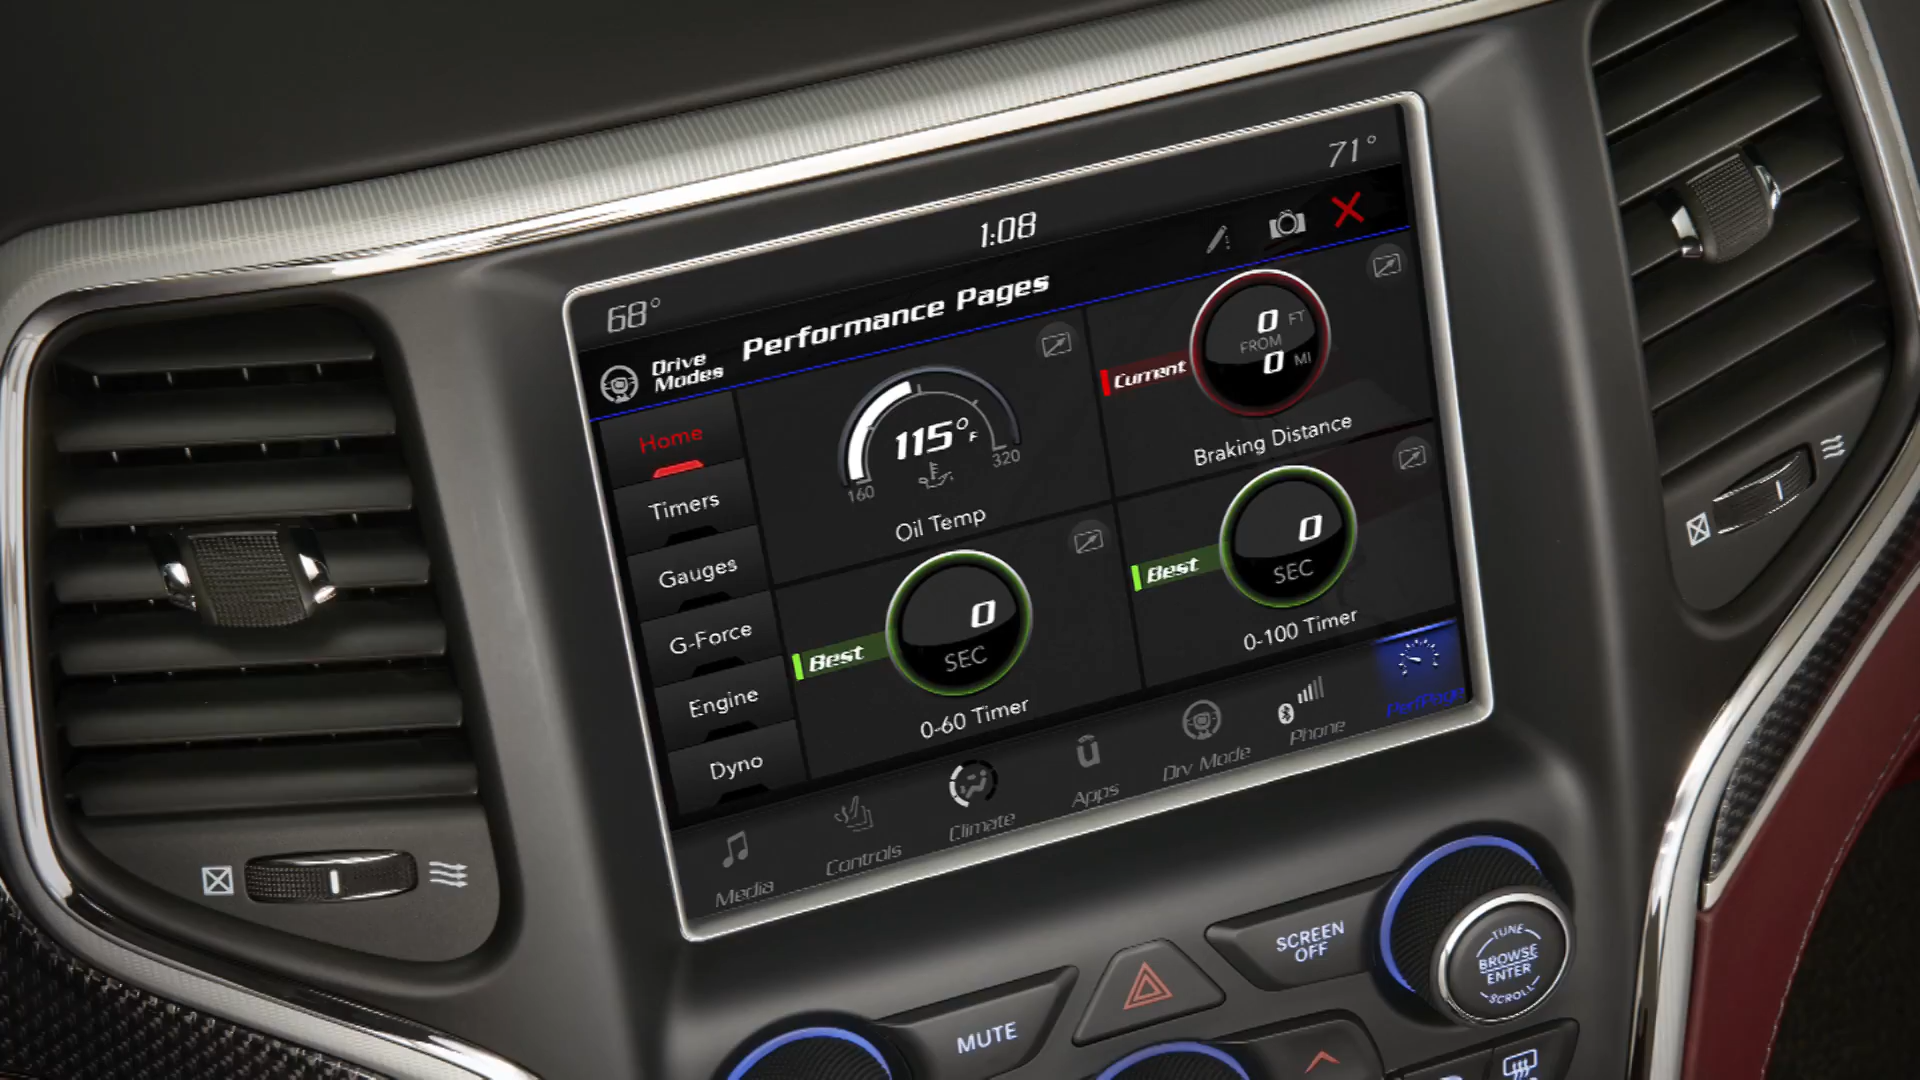 71°
1:08
68°
Performance Pages
Drive
Modes
Home
Timers
Gauges
G-Force
Engine
Dyno
115°F
160
320
Oil Temp
Current
0 FT
FROM
0 MI
Braking Distance
Best
0
SEC
0-60 Timer
Best
0
SEC
0-100 Timer
Media
Controls
Climate
Apps
Drv Mode
Phone
PerfPage
SCREEN
OFF
MUTE
TUNE
BROWSE
ENTER
SCROLL